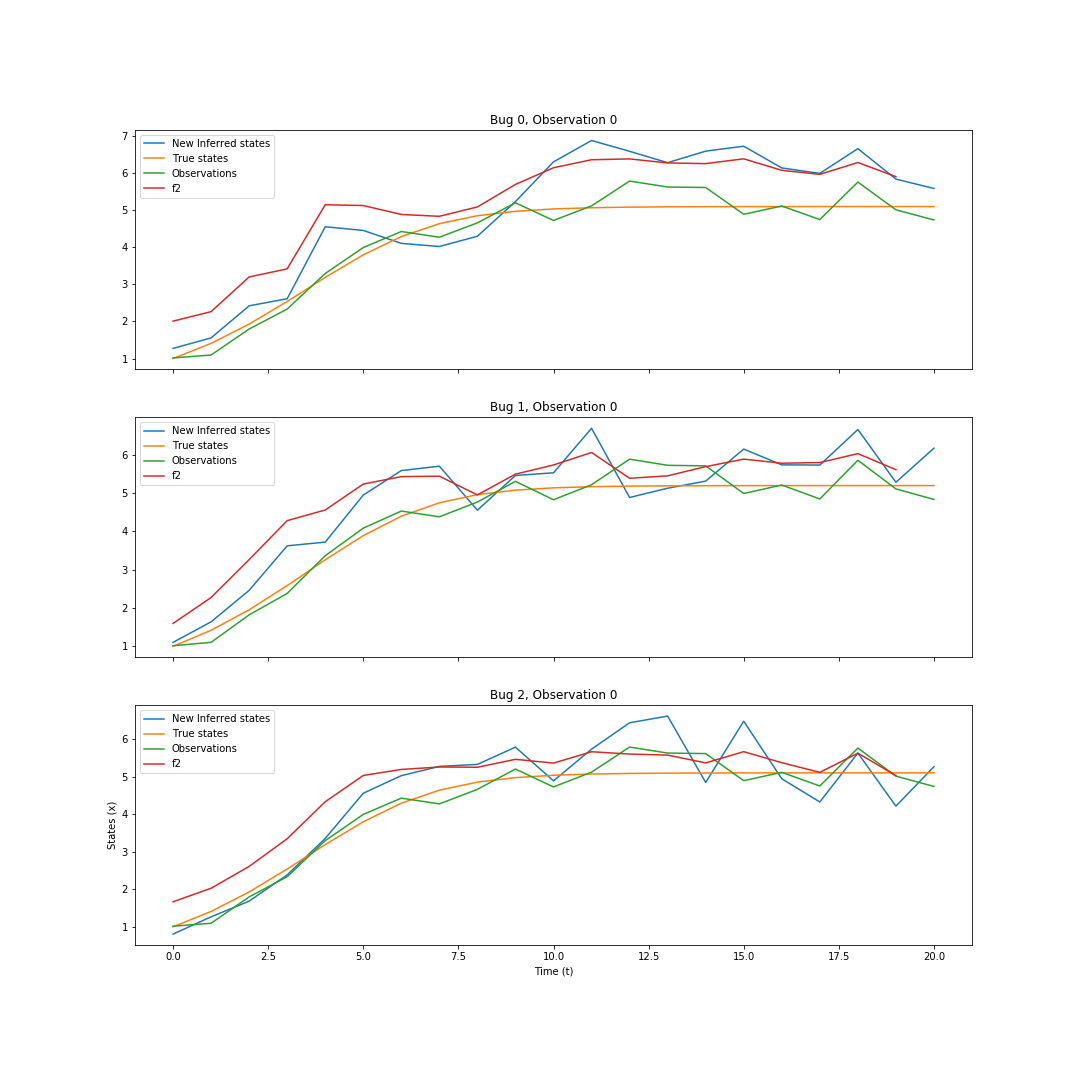 Bug 0, Observation 0
7
6
5
4
3
2
1
New Inferred states
True states
Observations
f2
Bug 1, Observation 0
6
5
4
3
2
1
New Inferred states
True states
Observations
f2
Bug 2, Observation 0
States (x)
6
5
4
3
2
1
New Inferred states
True states
Observations
f2
0.0 2.5 5.0 7.5 10.0 12.5 15.0 17.5 20.0
Time (t)